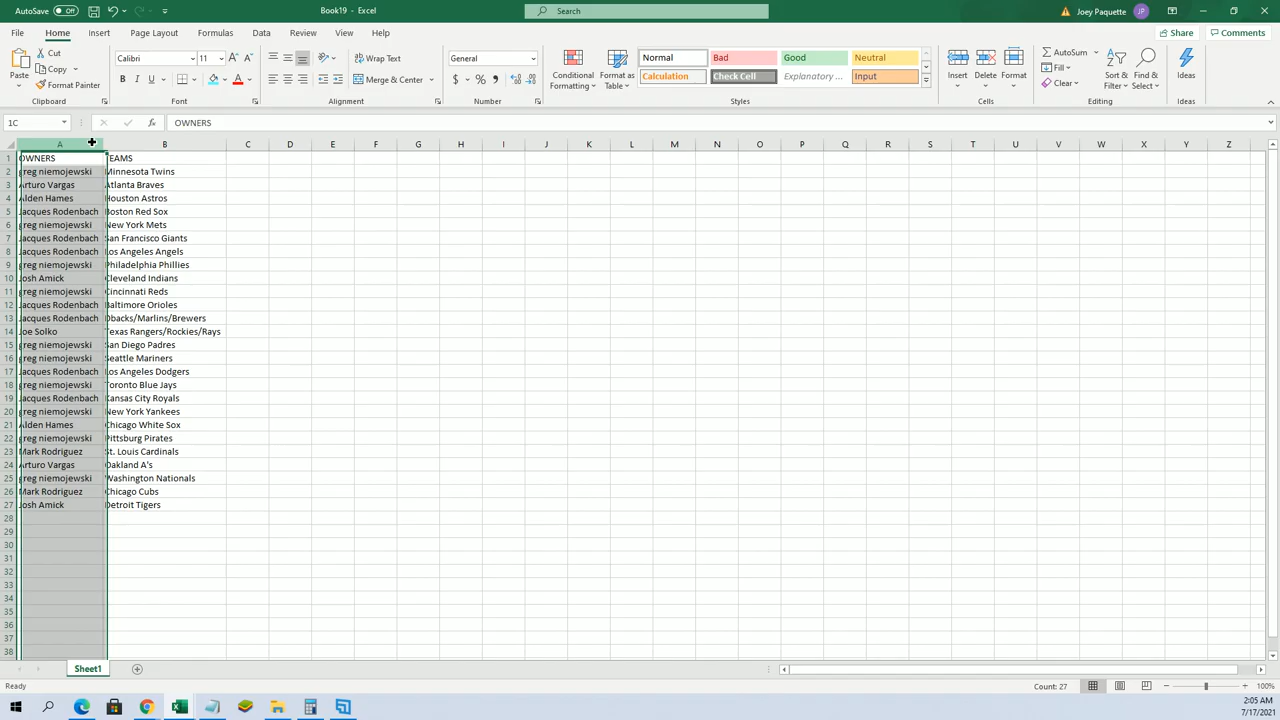 AutoSave Off Book19 - Excel Search Joey Paquette JP
File Home Insert Page Layout Formulas Data Review View Help Share Comments
Paste Cut Copy Format Painter Clipboard
Calibri 11 B I U Font
Wrap Text Merge & Center Alignment
General $ % Number
Conditional Formatting Format as Table
Normal Bad Good Neutral
Calculation Check Cell Explanatory ... Input
Styles
Insert Delete Format Cells
AutoSum Fill Clear Sort & Filter Find & Select Editing
Ideas Ideas
1C fx OWNERS
A B C D E F G H I J K L M N O P Q R S T U V W X Y Z
1 OWNERS TEAMS
2 greg niemojewski Minnesota Twins
3 Arturo Vargas Atlanta Braves
4 Alden Hames Houston Astros
5 Jacques Rodenbach Boston Red Sox
6 greg niemojewski New York Mets
7 Jacques Rodenbach San Francisco Giants
8 Jacques Rodenbach Los Angeles Angels
9 greg niemojewski Philadelphia Phillies
10 Josh Amick Cleveland Indians
11 greg niemojewski Cincinnati Reds
12 Jacques Rodenbach Baltimore Orioles
13 Jacques Rodenbach Dbacks/Marlins/Brewers
14 Joe Solko Texas Rangers/Rockies/Rays
15 greg niemojewski San Diego Padres
16 greg niemojewski Seattle Mariners
17 Jacques Rodenbach Los Angeles Dodgers
18 greg niemojewski Toronto Blue Jays
19 Jacques Rodenbach Kansas City Royals
20 greg niemojewski New York Yankees
21 Alden Hames Chicago White Sox
22 greg niemojewski Pittsburg Pirates
23 Mark Rodriguez St. Louis Cardinals
24 Arturo Vargas Oakland A's
25 greg niemojewski Washington Nationals
26 Mark Rodriguez Chicago Cubs
27 Josh Amick Detroit Tigers
28
29
30
31
32
33
34
35
36
37
38
Sheet1
Ready Count: 27 100%
2:05 AM
7/17/2021